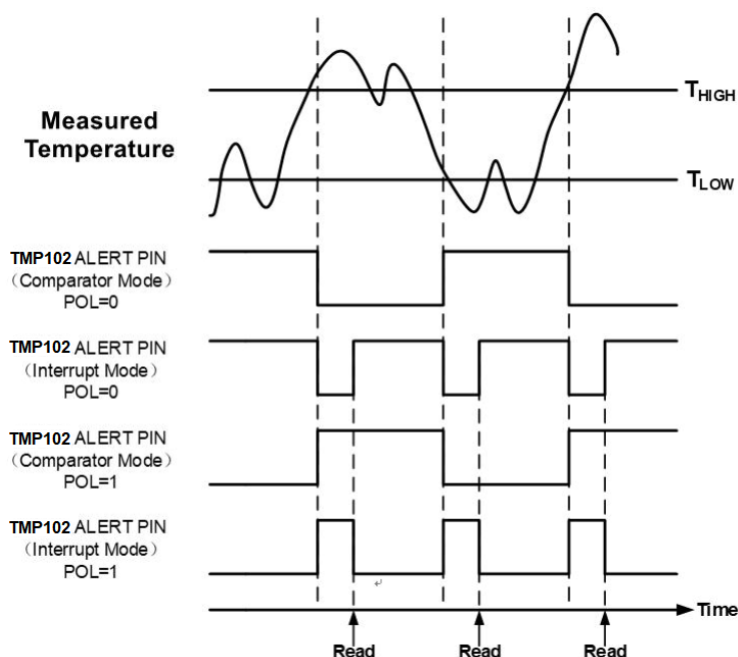 Measured
Temperature
THIGH
TLOW
TMP102 ALERT PIN
（Comparator Mode）
POL=0
TMP102 ALERT PIN
（Interrupt Mode）
POL=0
TMP102 ALERT PIN
（Comparator Mode）
POL=1
TMP102 ALERT PIN
（Interrupt Mode）
POL=1
Time
Read Read Read